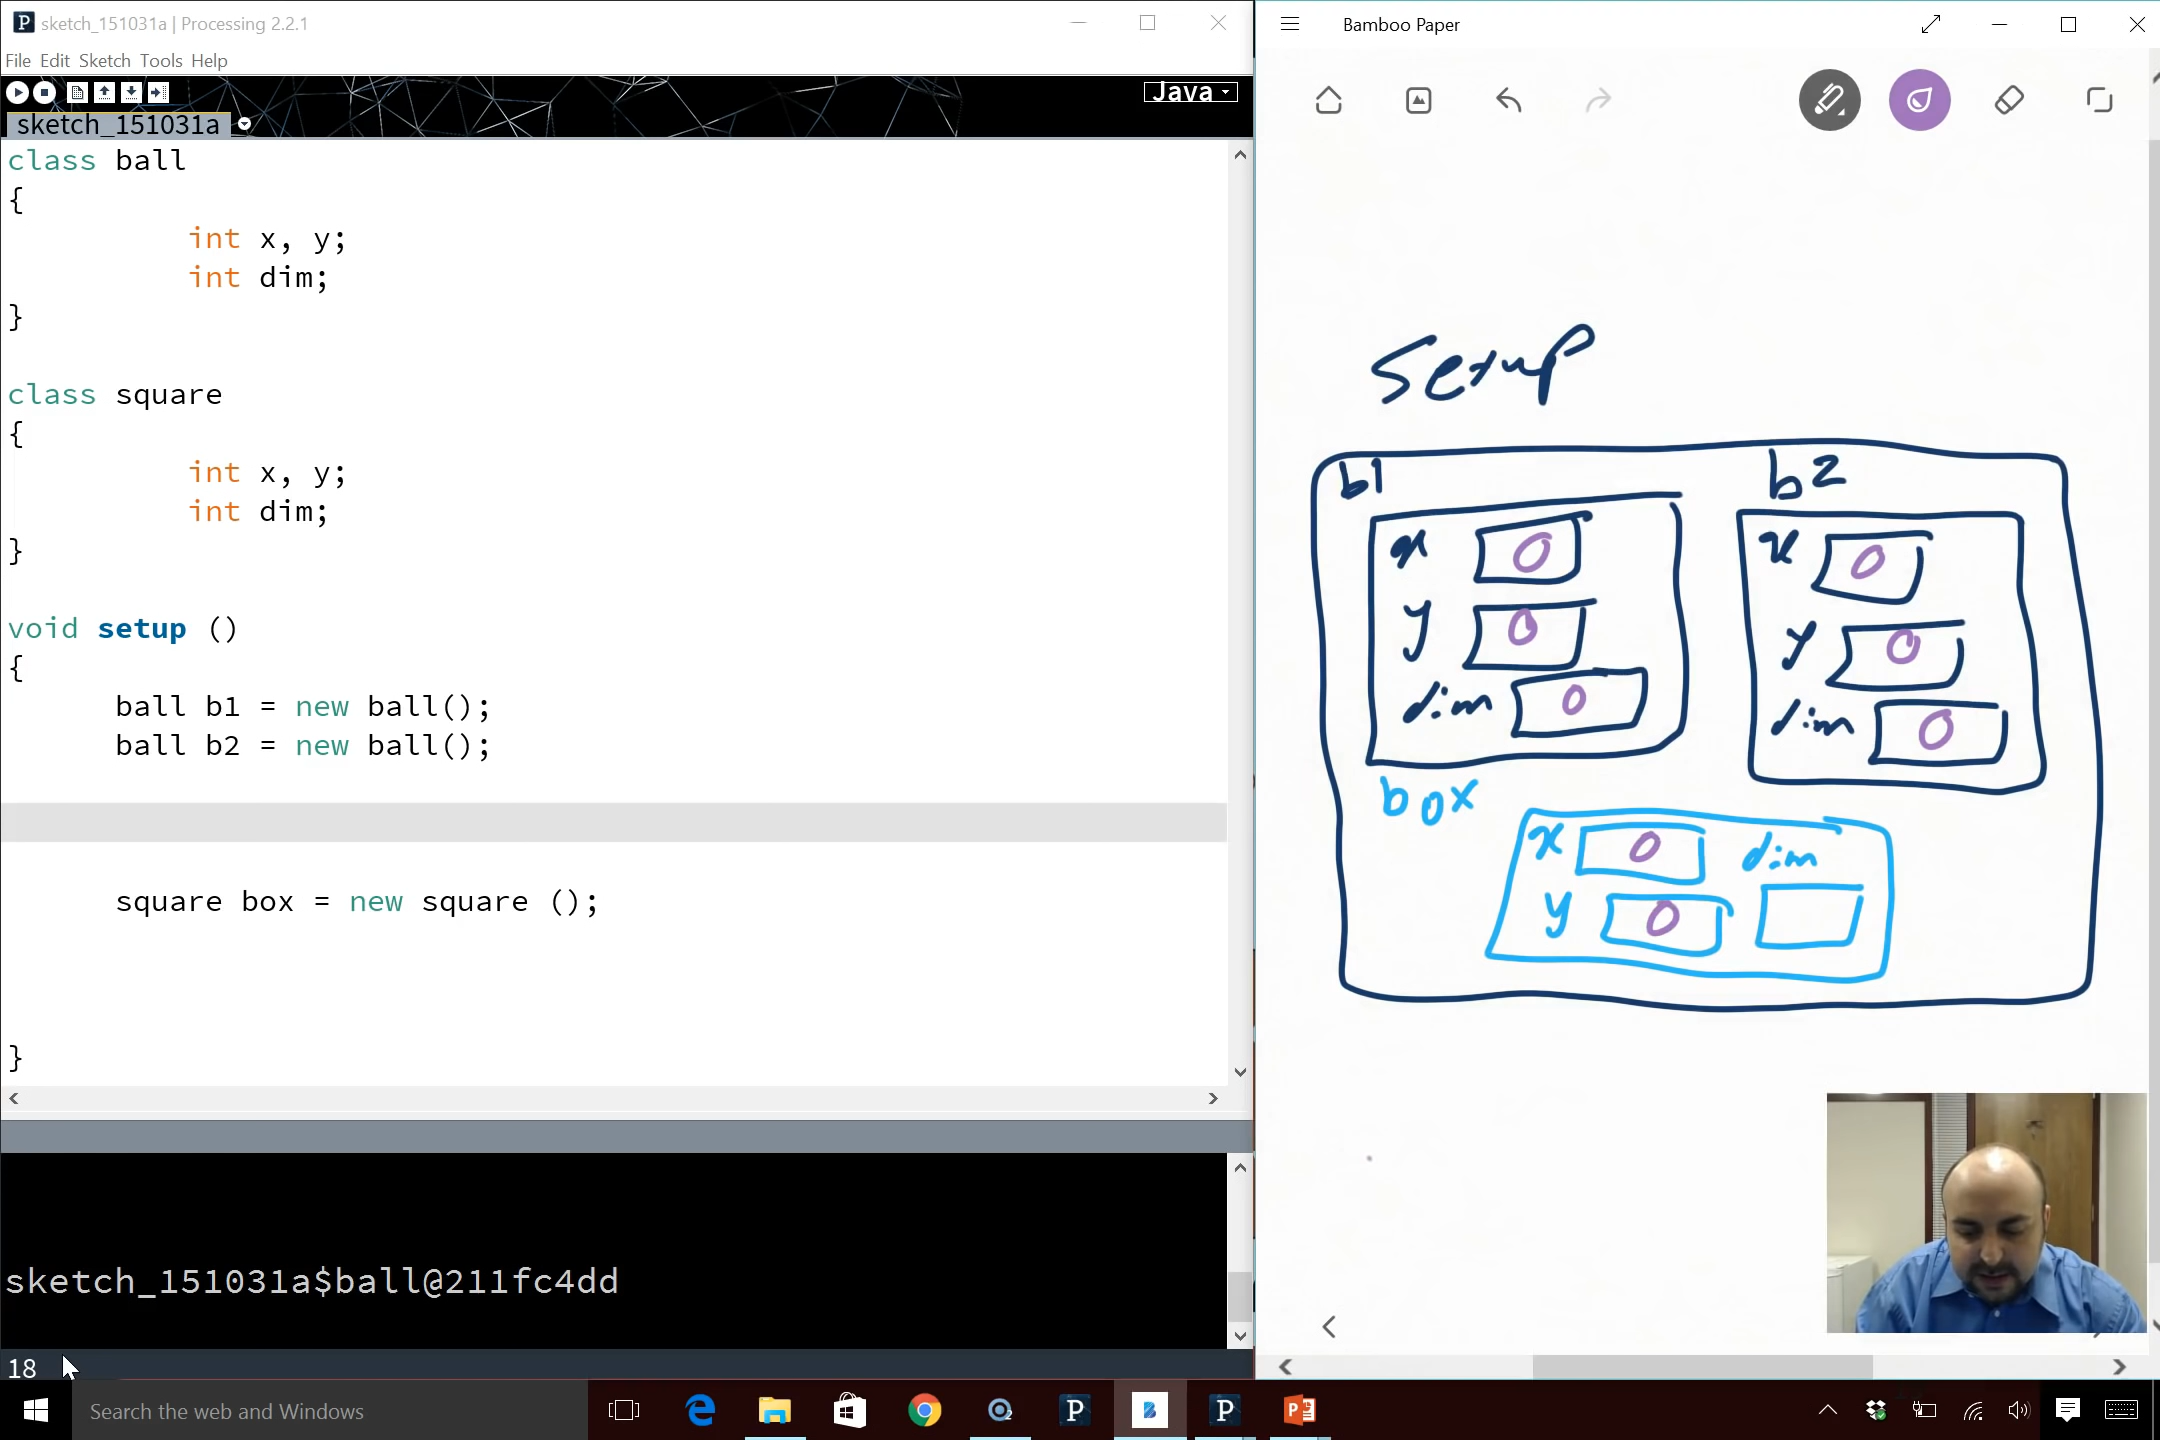 sketch_151031a | Processing 2.2.1
File Edit Sketch Tools Help
Java
sketch_151031a
class ball
{
int x, y;
int dim;
}
class square
{
int x, y;
int dim;
}
void setup ()
{
ball b1 = new ball();
ball b2 = new ball();
square box = new square ();
}
sketch_151031a$ball@211fc4dd
18
Bamboo Paper
setup
b1
x 0
y 0
dim 0
b2
x 0
y 0
dim 0
box
x 0 dim
y 0
Search the web and Windows